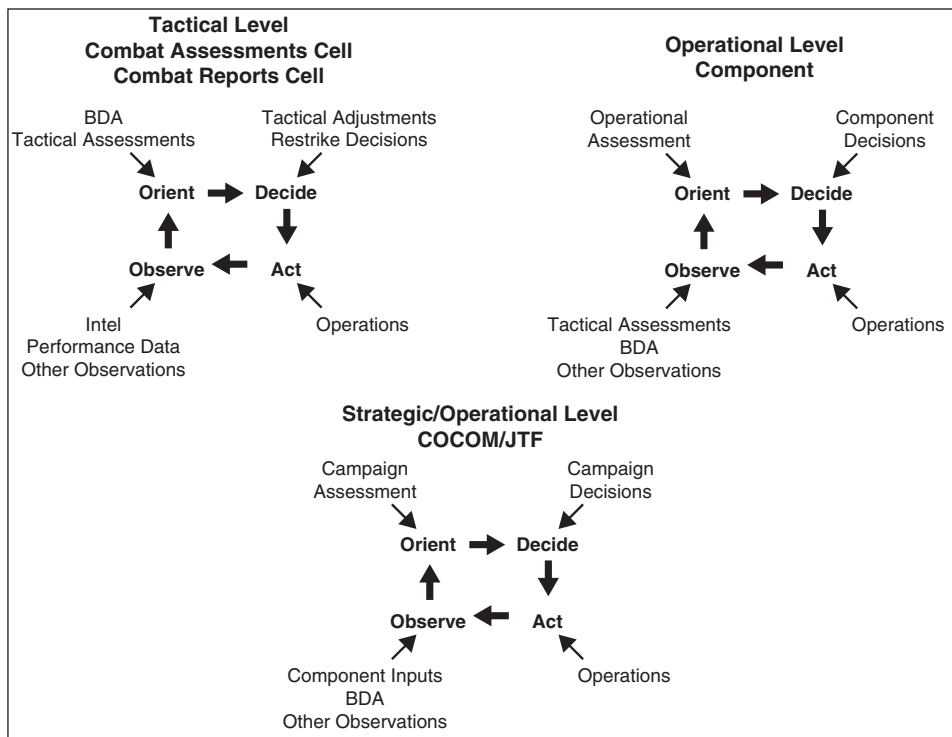 Tactical Level
Combat Assessments Cell
Combat Reports Cell
BDA
Tactical Assessments
Tactical Adjustments
Restrike Decisions
Orient
Decide
Observe
Act
Intel
Performance Data
Other Observations
Operations
Operational Level
Component
Operational
Assessment
Component
Decisions
Orient
Decide
Observe
Act
Tactical Assessments
BDA
Other Observations
Operations
Strategic/Operational Level
COCOM/JTF
Campaign
Assessment
Campaign
Decisions
Orient
Decide
Observe
Act
Component Inputs
BDA
Other Observations
Operations